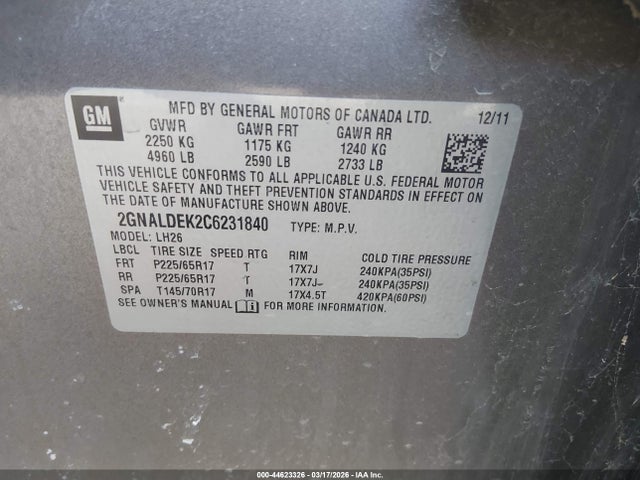 GM
MFD BY GENERAL MOTORS OF CANADA LTD. 12/11
GVWR GAWR FRT GAWR RR
2250 KG 1175 KG 1240 KG
4960 LB 2590 LB 2733 LB
THIS VEHICLE CONFORMS TO ALL APPLICABLE U.S. FEDERAL MOTOR
VEHICLE SAFETY AND THEFT PREVENTION STANDARDS IN EFFECT ON
THE DATE OF MANUFACTURE SHOWN ABOVE.
2GNALDEK2C6231840 TYPE: M.P.V.
MODEL: LH26
LBCL TIRE SIZE SPEED RTG RIM COLD TIRE PRESSURE
FRT P225/65R17 T 17X7J 240KPA(35PSI)
RR P225/65R17 T 17X7J 240KPA(35PSI)
SPA T145/70R17 M 17X4.5T 420KPA(60PSI)
SEE OWNER'S MANUAL FOR MORE INFORMATION.
000-44623326 - 03/17/2026 - IAA Inc.